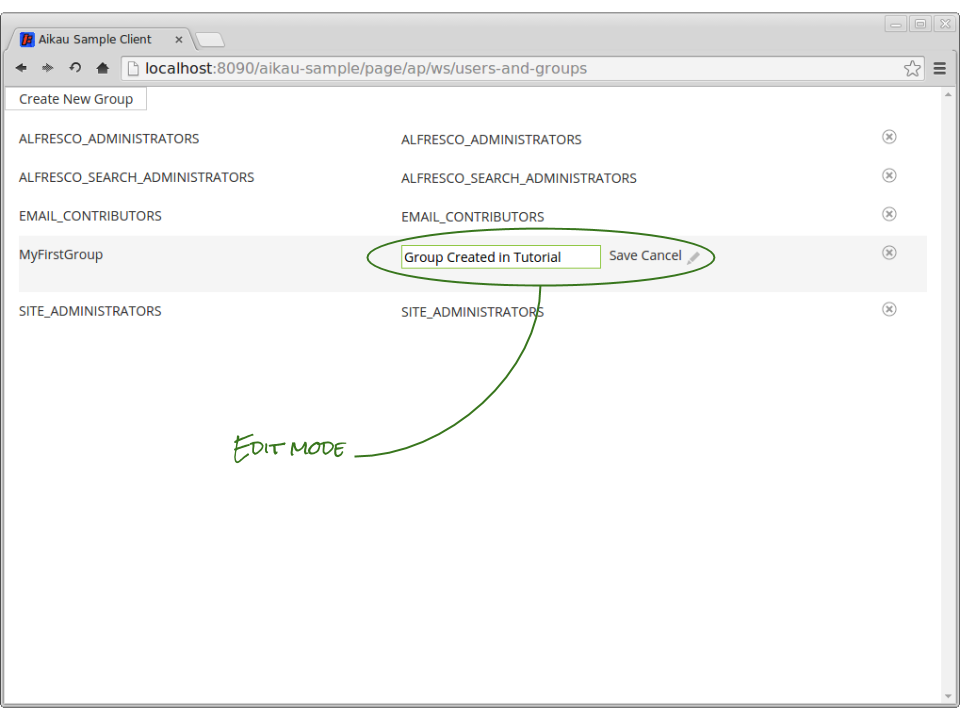 Aikau Sample Client
localhost:8090/aikau-sample/page/ap/ws/users-and-groups
Create New Group
ALFRESCO_ADMINISTRATORS ALFRESCO_ADMINISTRATORS
ALFRESCO_SEARCH_ADMINISTRATORS ALFRESCO_SEARCH_ADMINISTRATORS
EMAIL_CONTRIBUTORS EMAIL_CONTRIBUTORS
MyFirstGroup Group Created in Tutorial Save Cancel
SITE_ADMINISTRATORS SITE_ADMINISTRATORS
EDIT MODE